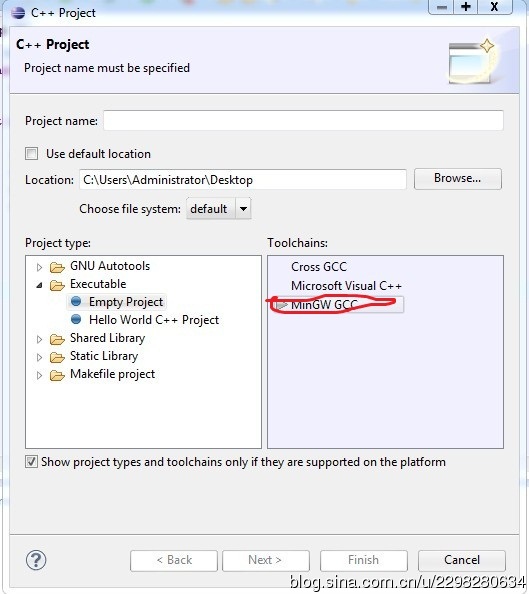 C++ Project
C++ Project
Project name must be specified
Project name:
Use default location
Location: C:\Users\Administrator\Desktop Browse...
Choose file system: default
Project type: Toolchains:
GNU Autotools Cross GCC
Executable Microsoft Visual C++
Empty Project MinGW GCC
Hello World C++ Project
Shared Library
Static Library
Makefile project
Show project types and toolchains only if they are supported on the platform
? < Back Next > Finish Cancel
blog.sina.com.cn/u/2298280634